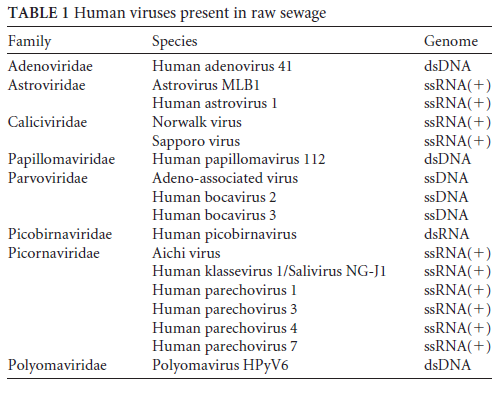 TABLE 1 Human viruses present in raw sewage
Family Species Genome
Adenoviridae Human adenovirus 41 dsDNA
Astroviridae Astrovirus MLB1 ssRNA(+)
Human astrovirus 1 ssRNA(+)
Caliciviridae Norwalk virus ssRNA(+)
Sapporo virus ssRNA(+)
Papillomaviridae Human papillomavirus 112 dsDNA
Parvoviridae Adeno-associated virus ssDNA
Human bocavirus 2 ssDNA
Human bocavirus 3 ssDNA
Picobirnaviridae Human picobirnavirus dsRNA
Picornaviridae Aichi virus ssRNA(+)
Human klassevirus 1/Salivirus NG-J1 ssRNA(+)
Human parechovirus 1 ssRNA(+)
Human parechovirus 3 ssRNA(+)
Human parechovirus 4 ssRNA(+)
Human parechovirus 7 ssRNA(+)
Polyomaviridae Polyomavirus HPyV6 dsDNA